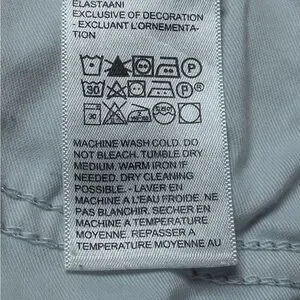 ELASTAANI
EXCLUSIVE OF DECORATION
- EXCLUANT L'ORNEMENTA-
TION
P
30
P
MACHINE WASH COLD. DO
NOT BLEACH. TUMBLE DRY
MEDIUM. WARM IRON IF
NEEDED. DRY CLEANING
POSSIBLE. - LAVER EN
MACHINE A L'EAU FROIDE. NE
PAS BLANCHIR. SECHER EN
MACHINE A TEMPERATURE
MOYENNE. REPASSER A
TEMPERATURE MOYENNE AU